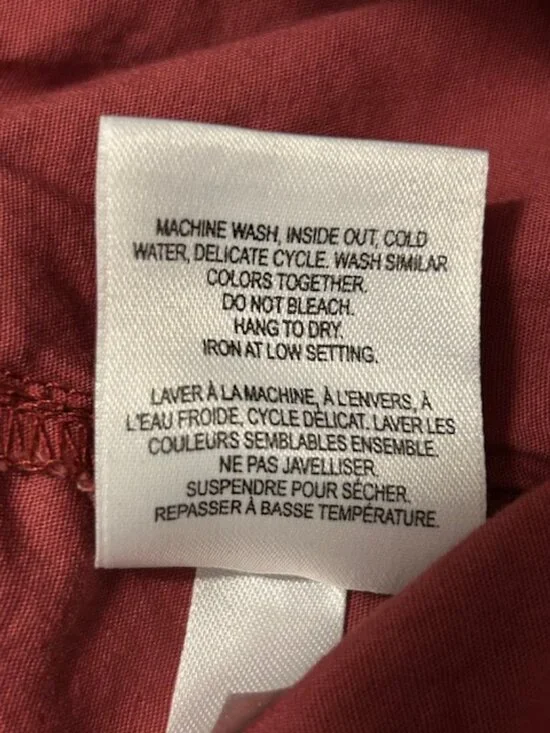 MACHINE WASH, INSIDE OUT, COLD
WATER, DELICATE CYCLE. WASH SIMILAR
COLORS TOGETHER.
DO NOT BLEACH.
HANG TO DRY.
IRON AT LOW SETTING.
LAVER À LA MACHINE, À L'ENVERS, À
L'EAU FROIDE, CYCLE DÉLICAT. LAVER LES
COULEURS SEMBLABLES ENSEMBLE.
NE PAS JAVELLISER.
SUSPENDRE POUR SÉCHER.
REPASSER À BASSE TEMPÉRATURE.